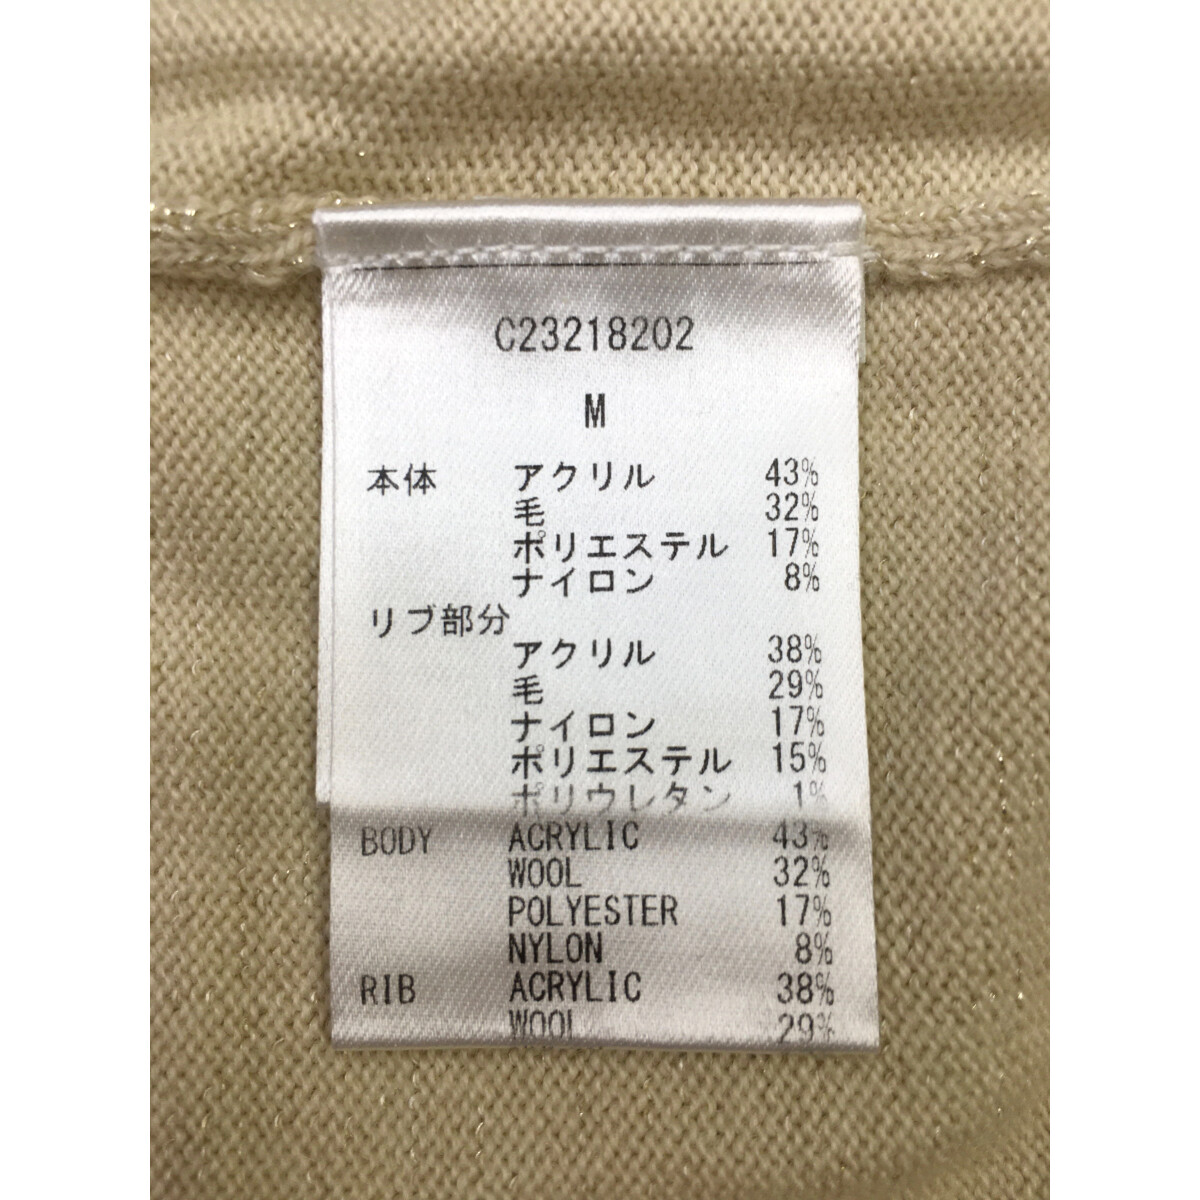 C23218202
M
本体 アクリル 43%
毛 32%
ポリエステル 17%
ナイロン 8%
リブ部分
アクリル 38%
毛 29%
ナイロン 17%
ポリエステル 15%
ポリウレタン 1%
BODY ACRYLIC 43%
WOOL 32%
POLYESTER 17%
NYLON 8%
RIB ACRYLIC 38%
WOOL 29%